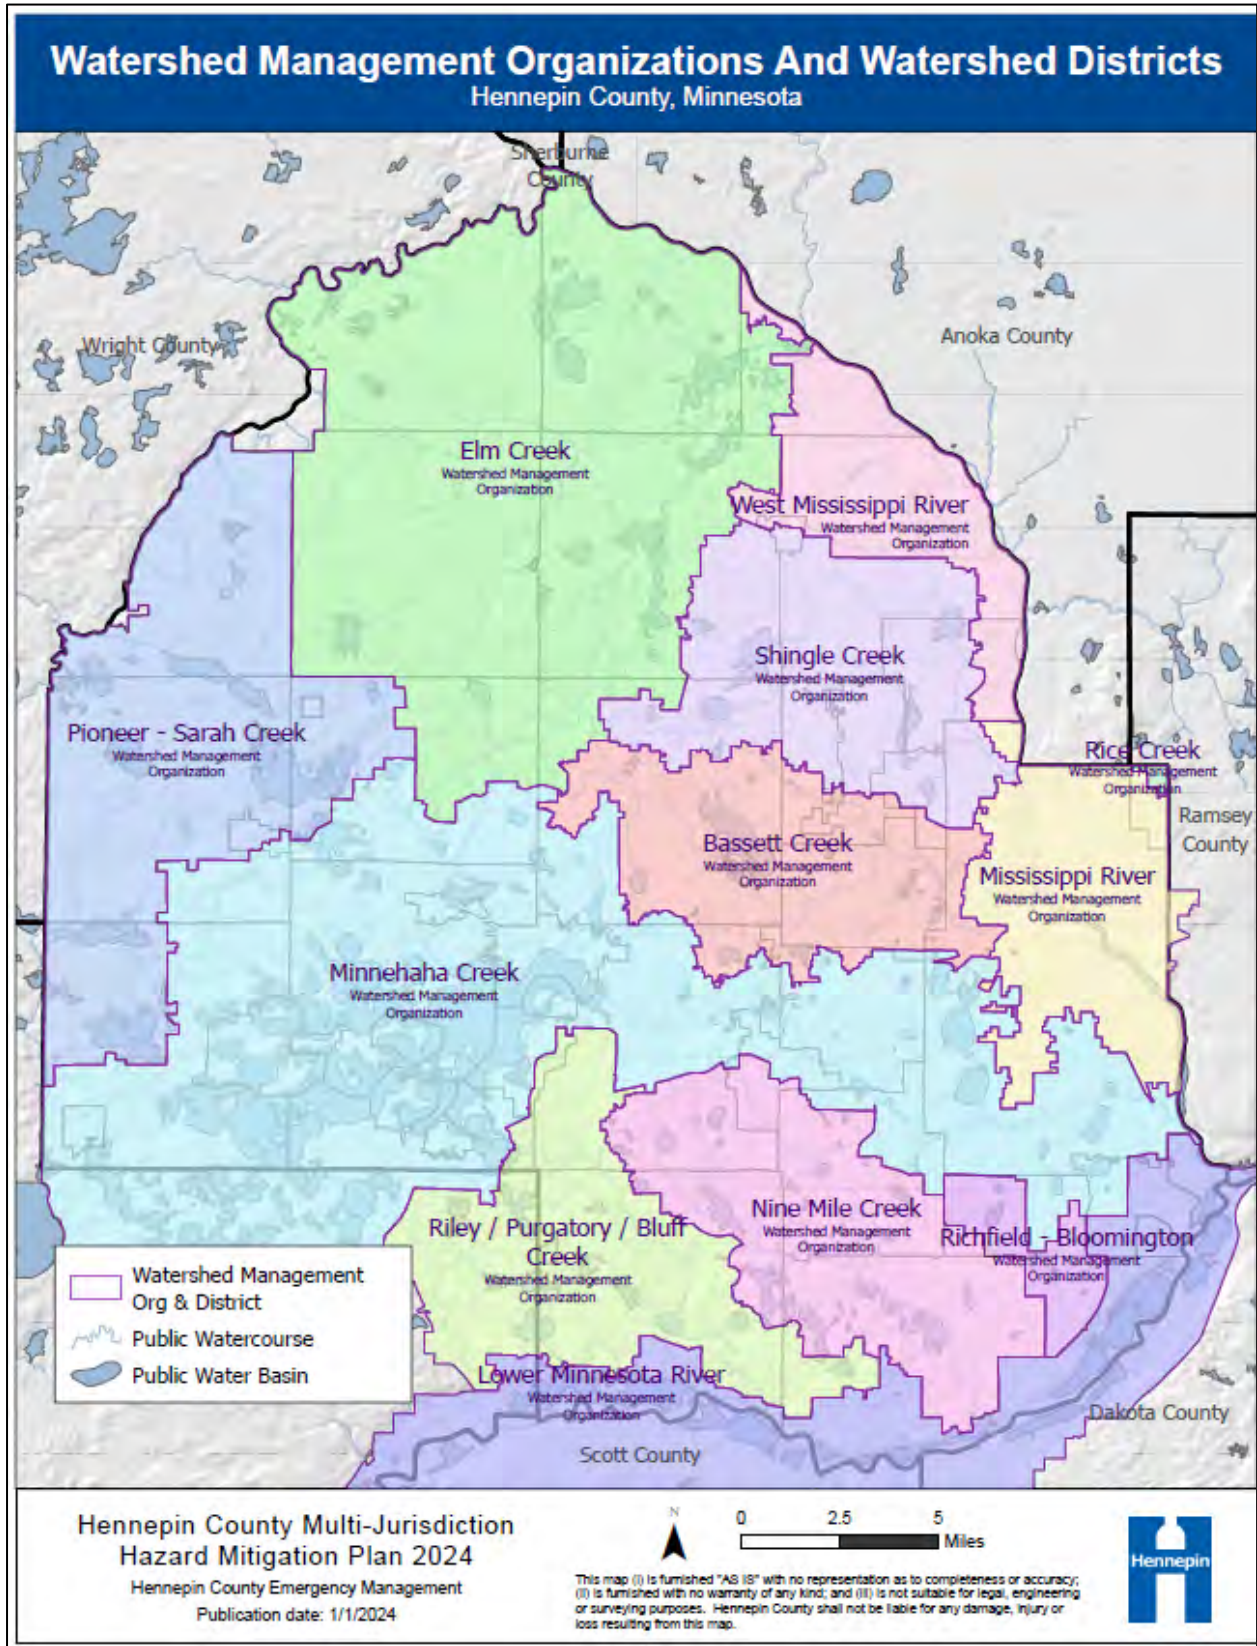 Watershed Management Organizations And Watershed Districts
Hennepin County, Minnesota
Sherburne
County
Wright County
Anoka County
Elm Creek
Watershed Management
Organization
West Mississippi River
Watershed Management
Organization
Shingle Creek
Watershed Management
Organization
Pioneer - Sarah Creek
Watershed Management
Organization
Rice Creek
Watershed Management
Organization
Ramsey
County
Bassett Creek
Watershed Management
Organization
Mississippi River
Watershed Management
Organization
Minnehaha Creek
Watershed Management
Organization
Nine Mile Creek
Watershed Management
Organization
Riley / Purgatory / Bluff
Creek
Watershed Management
Organization
Richfield - Bloomington
Watershed Management
Organization
Lower Minnesota River
Watershed Management
Organization
Dakota County
Scott County
Watershed Management
Org & District
Public Watercourse
Public Water Basin
Hennepin County Multi-Jurisdiction
Hazard Mitigation Plan 2024
Hennepin County Emergency Management
Publication date: 1/1/2024
N
0 2.5 5
Miles
This map (i) is furnished "AS IS" with no representation as to completeness or accuracy;
(ii) is furnished with no warranty of any kind; and (iii) is not suitable for legal, engineering
or surveying purposes. Hennepin County shall not be liable for any damage, injury or
loss resulting from this map.
Hennepin